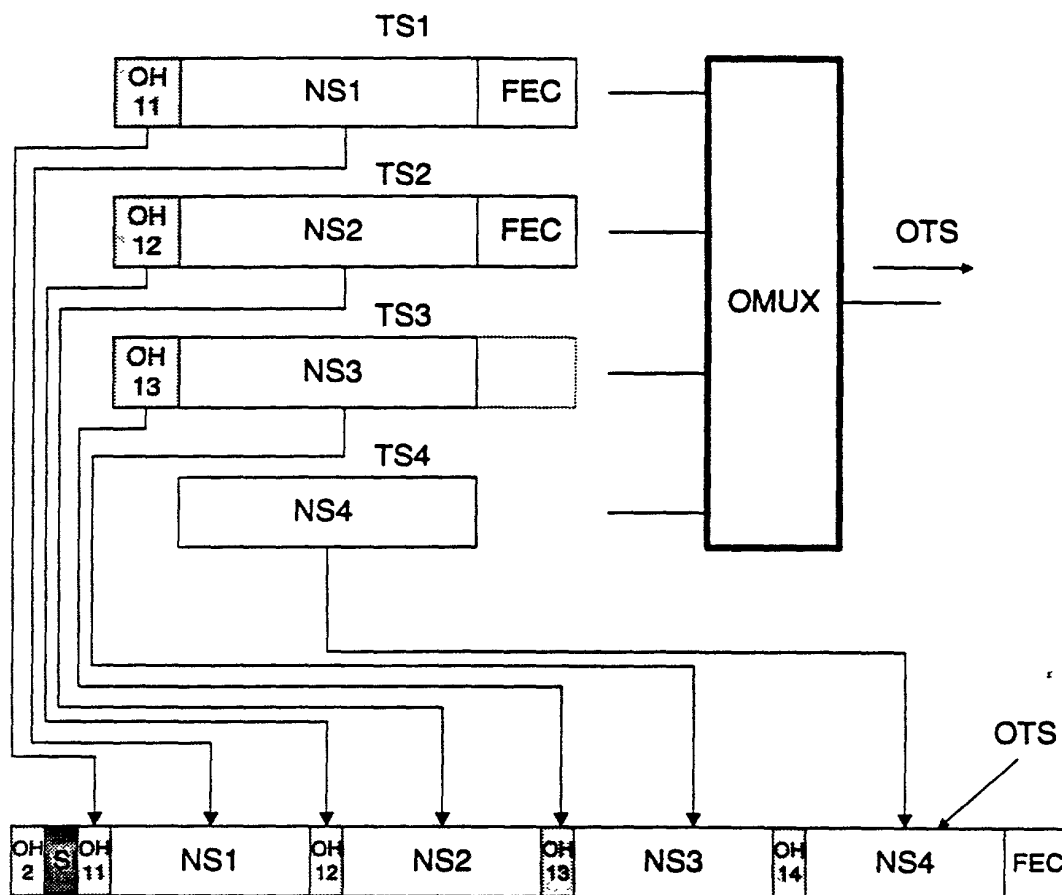 TS1
OH
11
NS1
FEC
TS2
OH
12
NS2
FEC
OTS
OMUX
TS3
OH
13
NS3
TS4
NS4
OTS
OH
2
S
OH
11
NS1
OH
12
NS2
OH
13
NS3
OH
14
NS4
FEC